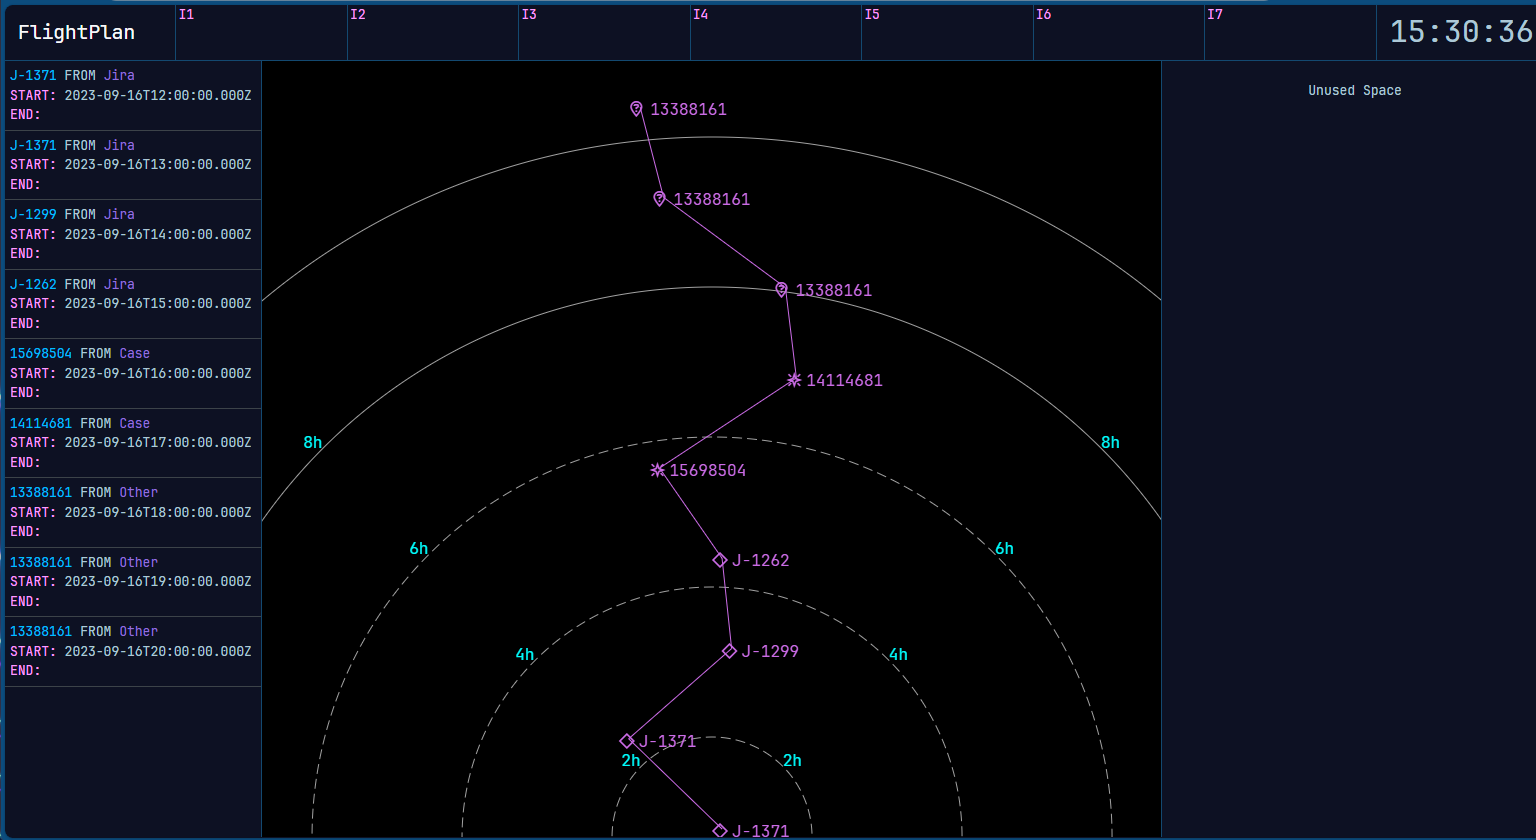 FlightPlan
I1
I2
I3
I4
I5
I6
I7
15:30:36
J-1371 FROM Jira
START: 2023-09-16T12:00:00.000Z
END:
J-1371 FROM Jira
START: 2023-09-16T13:00:00.000Z
END:
J-1299 FROM Jira
START: 2023-09-16T14:00:00.000Z
END:
J-1262 FROM Jira
START: 2023-09-16T15:00:00.000Z
END:
15698504 FROM Case
START: 2023-09-16T16:00:00.000Z
END:
14114681 FROM Case
START: 2023-09-16T17:00:00.000Z
END:
13388161 FROM Other
START: 2023-09-16T18:00:00.000Z
END:
13388161 FROM Other
START: 2023-09-16T19:00:00.000Z
END:
13388161 FROM Other
START: 2023-09-16T20:00:00.000Z
END:
13388161
13388161
13388161
14114681
8h
8h
15698504
6h
6h
J-1262
4h
4h
J-1299
J-1371
2h
2h
J-1371
Unused Space